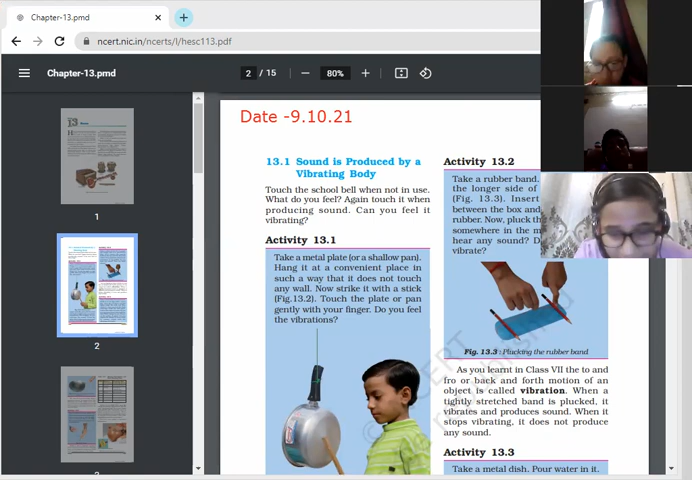 Chapter-13.pmd
ncert.nic.in/ncerts/l/hesc113.pdf
Chapter-13.pmd
2 / 15
80%
Date -9.10.21
1
2
13.1 Sound is Produced by a
Vibrating Body
Touch the school bell when not in use.
What do you feel? Again touch it when
producing sound. Can you feel it
vibrating?
Activity 13.1
Take a metal plate (or a shallow pan).
Hang it at a convenient place in
such a way that it does not touch
any wall. Now strike it with a stick
(Fig.13.2). Touch the plate or pan
gently with your finger. Do you feel
the vibrations?
Activity 13.2
Take a rubber band.
the longer side of
(Fig. 13.3). Insert
between the box and
rubber. Now, pluck th
somewhere in the m
hear any sound? D
vibrate?
Fig. 13.3 : Plucking the rubber band
As you learnt in Class VII the to and
fro or back and forth motion of an
object is called vibration. When a
tightly stretched band is plucked, it
vibrates and produces sound. When it
stops vibrating, it does not produce
any sound.
Activity 13.3
Take a metal dish. Pour water in it.